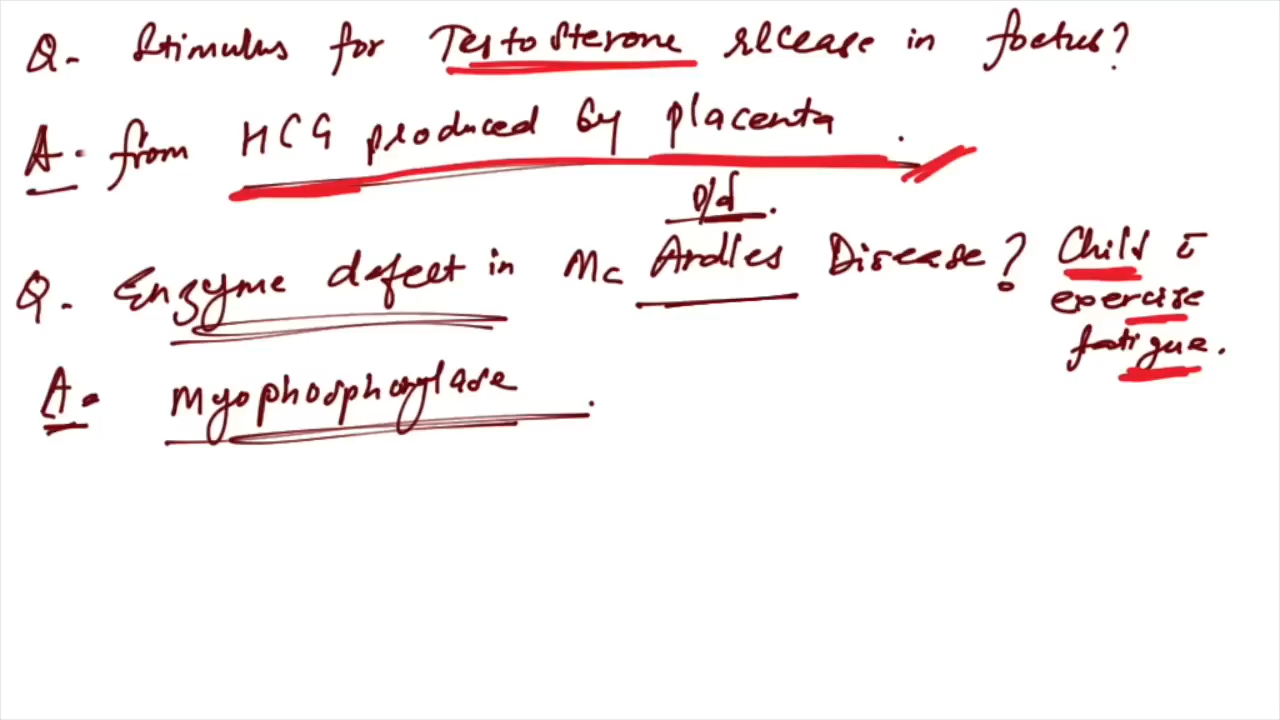 Q. Stimulus for Testosterone release in foetus?
A. from HCG produced by placenta.
Q. Enzyme defect in Mc Ardles Disease? Child c̄
exercise
fatigue.
A. Myophosphorylase.